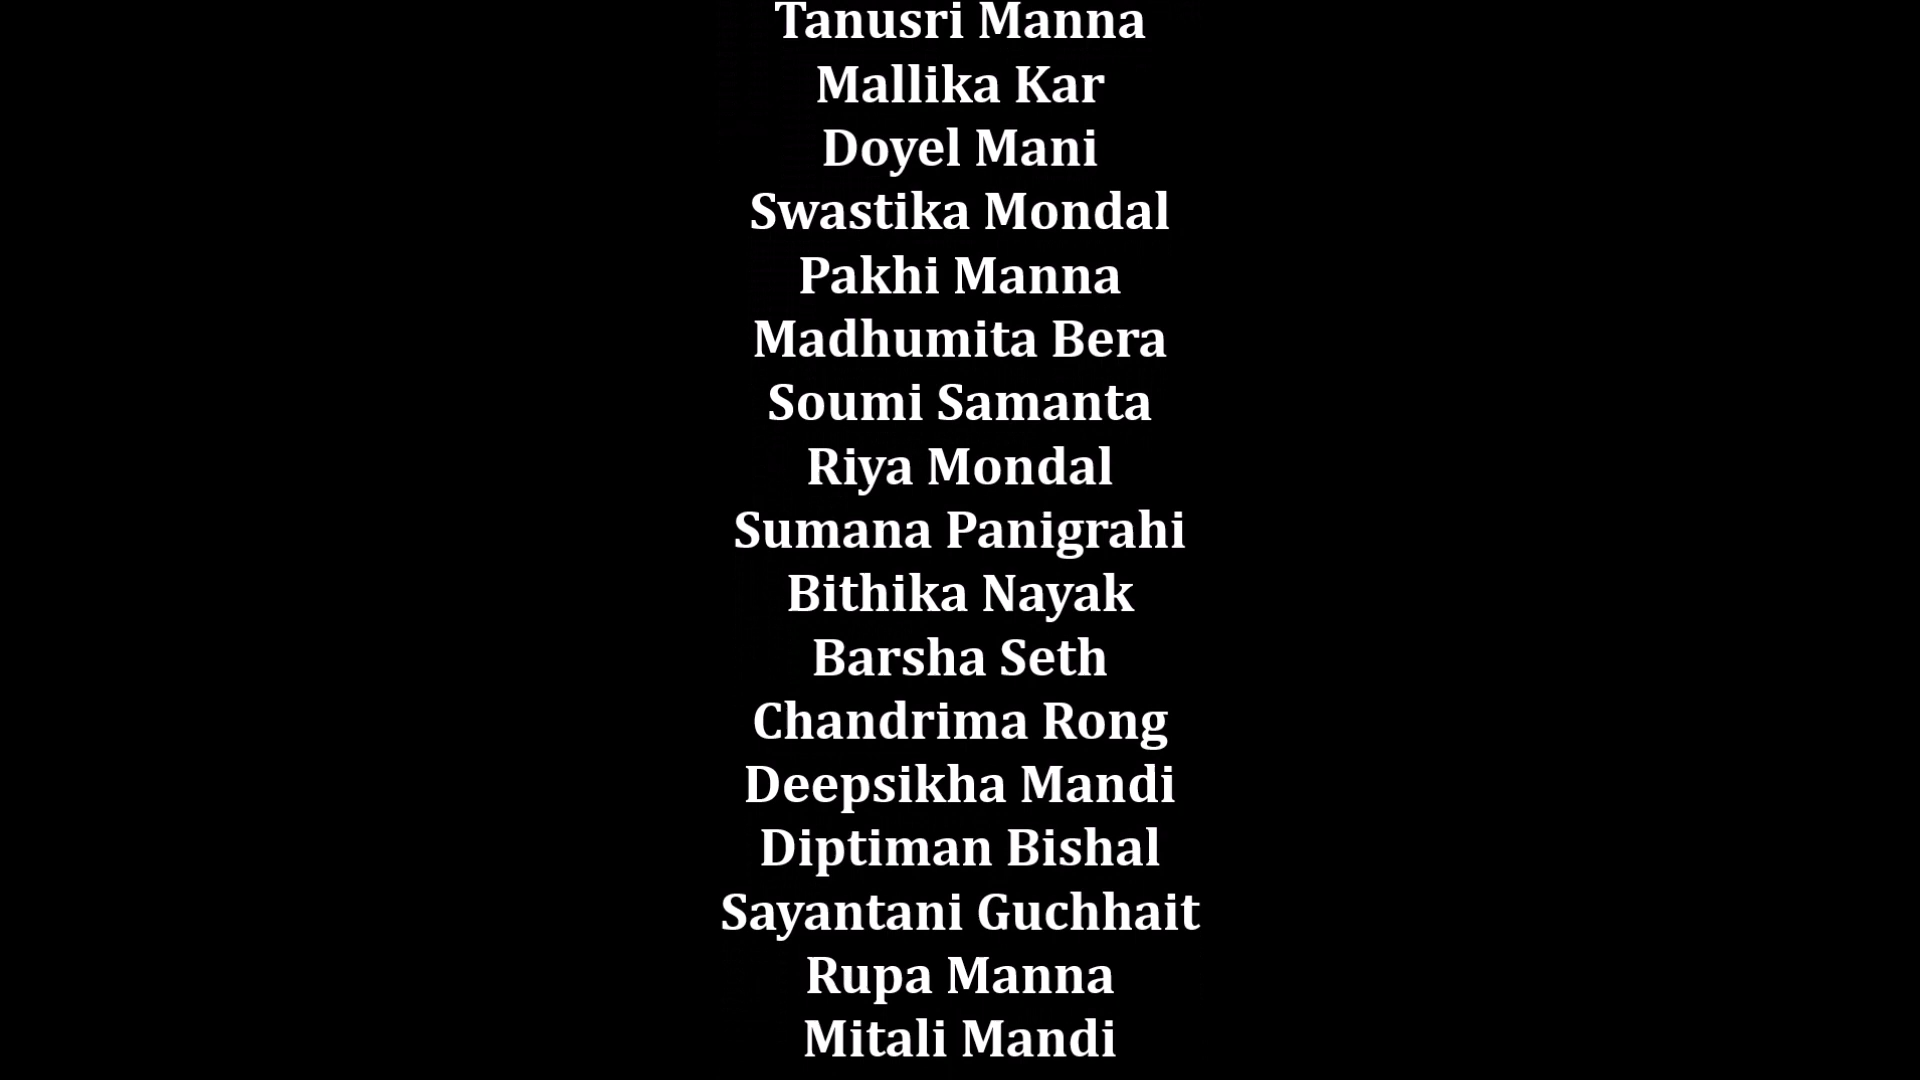 Tanusri Manna
Mallika Kar
Doyel Mani
Swastika Mondal
Pakhi Manna
Madhumita Bera
Soumi Samanta
Riya Mondal
Sumana Panigrahi
Bithika Nayak
Barsha Seth
Chandrima Rong
Deepsikha Mandi
Diptiman Bishal
Sayantani Guchhait
Rupa Manna
Mitali Mandi